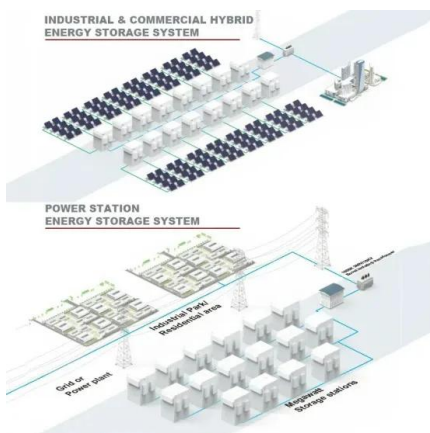 INDUSTRIAL & COMMERCIAL HYBRID
ENERGY STORAGE SYSTEM
POWER STATION
ENERGY STORAGE SYSTEM
Industrial Park/
Residential area
Grid or
Power plant
Megawatt
Storage stations